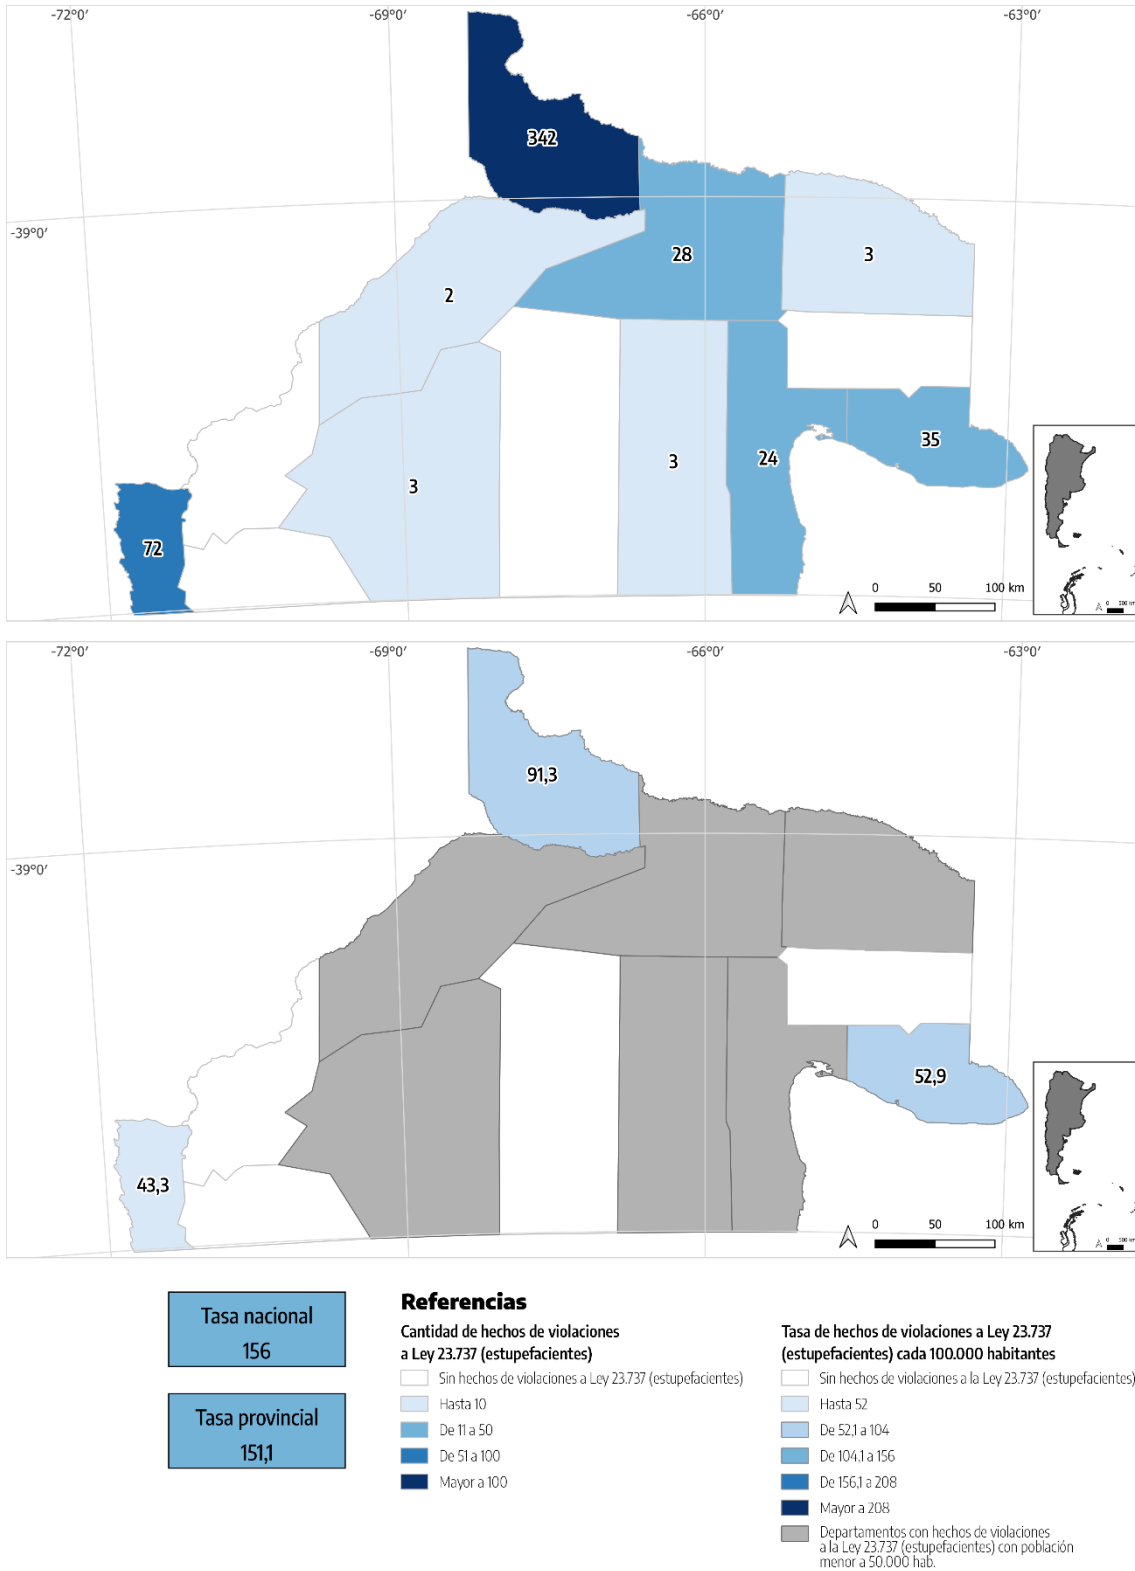 -72°0′
-69°0′
-66°0′
-63°0′
342
-39°0′
28
3
2
35
3
3
24
72
0 50 100 km
0 100 km
-72°0′
-69°0′
-66°0′
-63°0′
91,3
-39°0′
52,9
43,3
0 50 100 km
0 100 km
Tasa nacional
156
Tasa provincial
151,1
Referencias
Cantidad de hechos de violaciones
a Ley 23.737 (estupefacientes)
Sin hechos de violaciones a Ley 23.737 (estupefacientes)
Hasta 10
De 11 a 50
De 51 a 100
Mayor a 100
Tasa de hechos de violaciones a Ley 23.737
(estupefacientes) cada 100.000 habitantes
Sin hechos de violaciones a la Ley 23.737 (estupefacientes)
Hasta 52
De 52,1 a 104
De 104,1 a 156
De 156,1 a 208
Mayor a 208
Departamentos con hechos de violaciones
a la Ley 23.737 (estupefacientes) con población
menor a 50.000 hab.